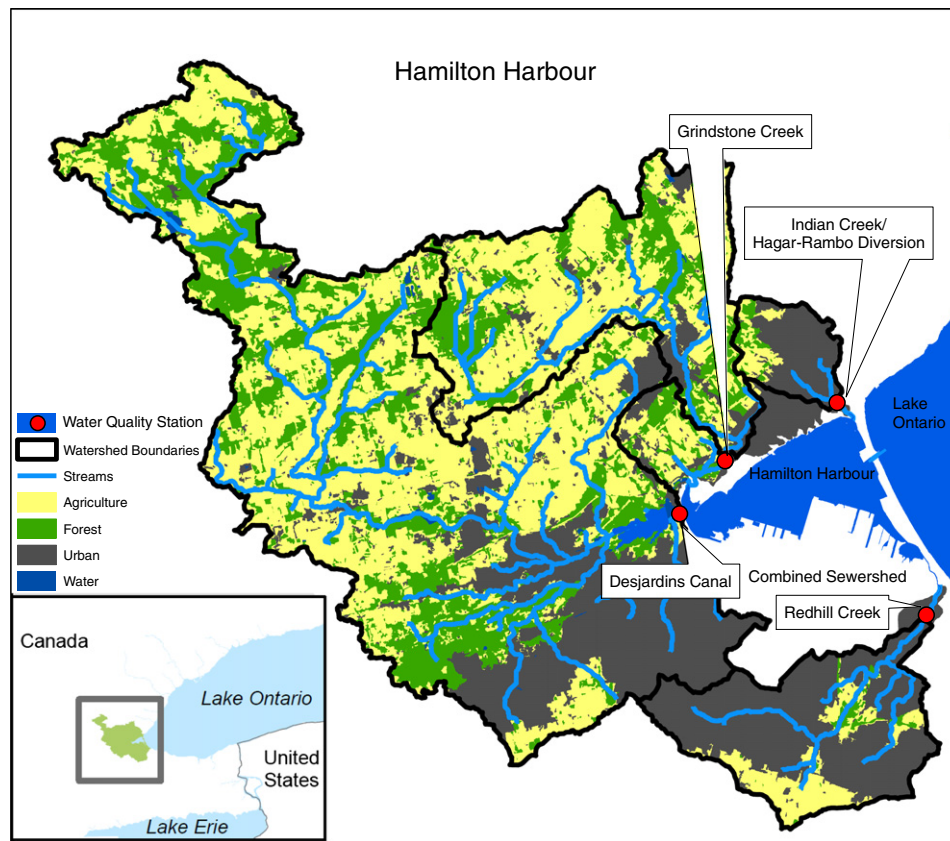 Hamilton Harbour
Grindstone Creek
Indian Creek/
Hagar-Rambo Diversion
Lake
Ontario
Hamilton Harbour
Water Quality Station
Watershed Boundaries
Streams
Agriculture
Forest
Urban
Water
Desjardins Canal
Combined Sewershed
Redhill Creek
Canada
Lake Ontario
United
States
Lake Erie